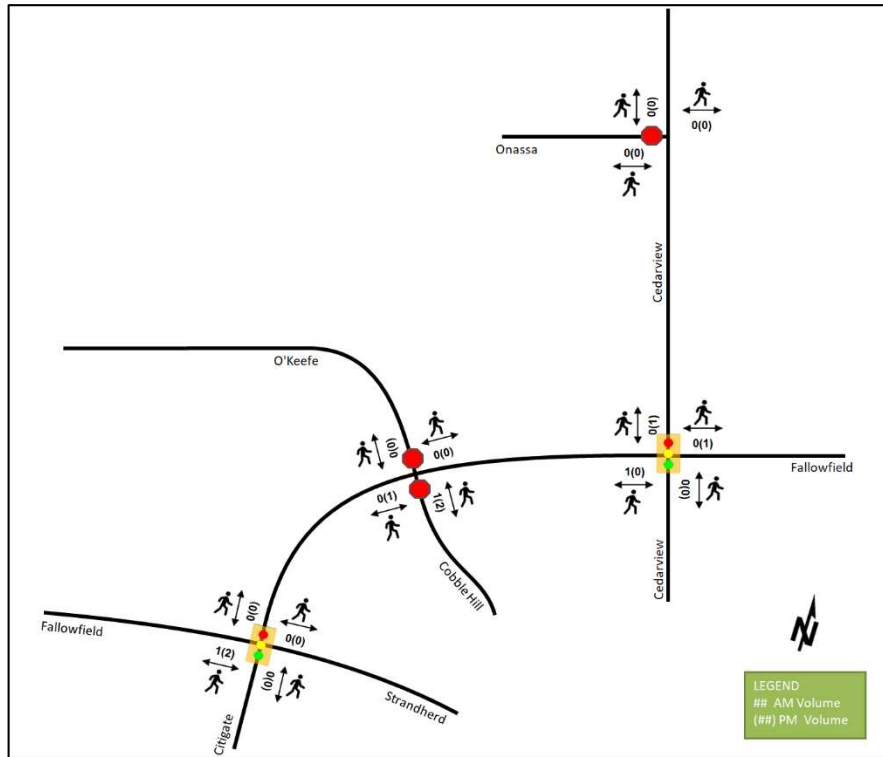 0(0)
0(0)
Onassa
0(0)
Cedarview
O'Keefe
0(1)
0(1)
0(0)
0(0)
Fallowfield
1(0)
0(0)
0(1)
1(2)
Cedarview
Cobble Hill
0(0)
0(0)
Fallowfield
1(2)
0(0)
Strandherd
Citigate
N
LEGEND
## AM Volume
(##) PM Volume